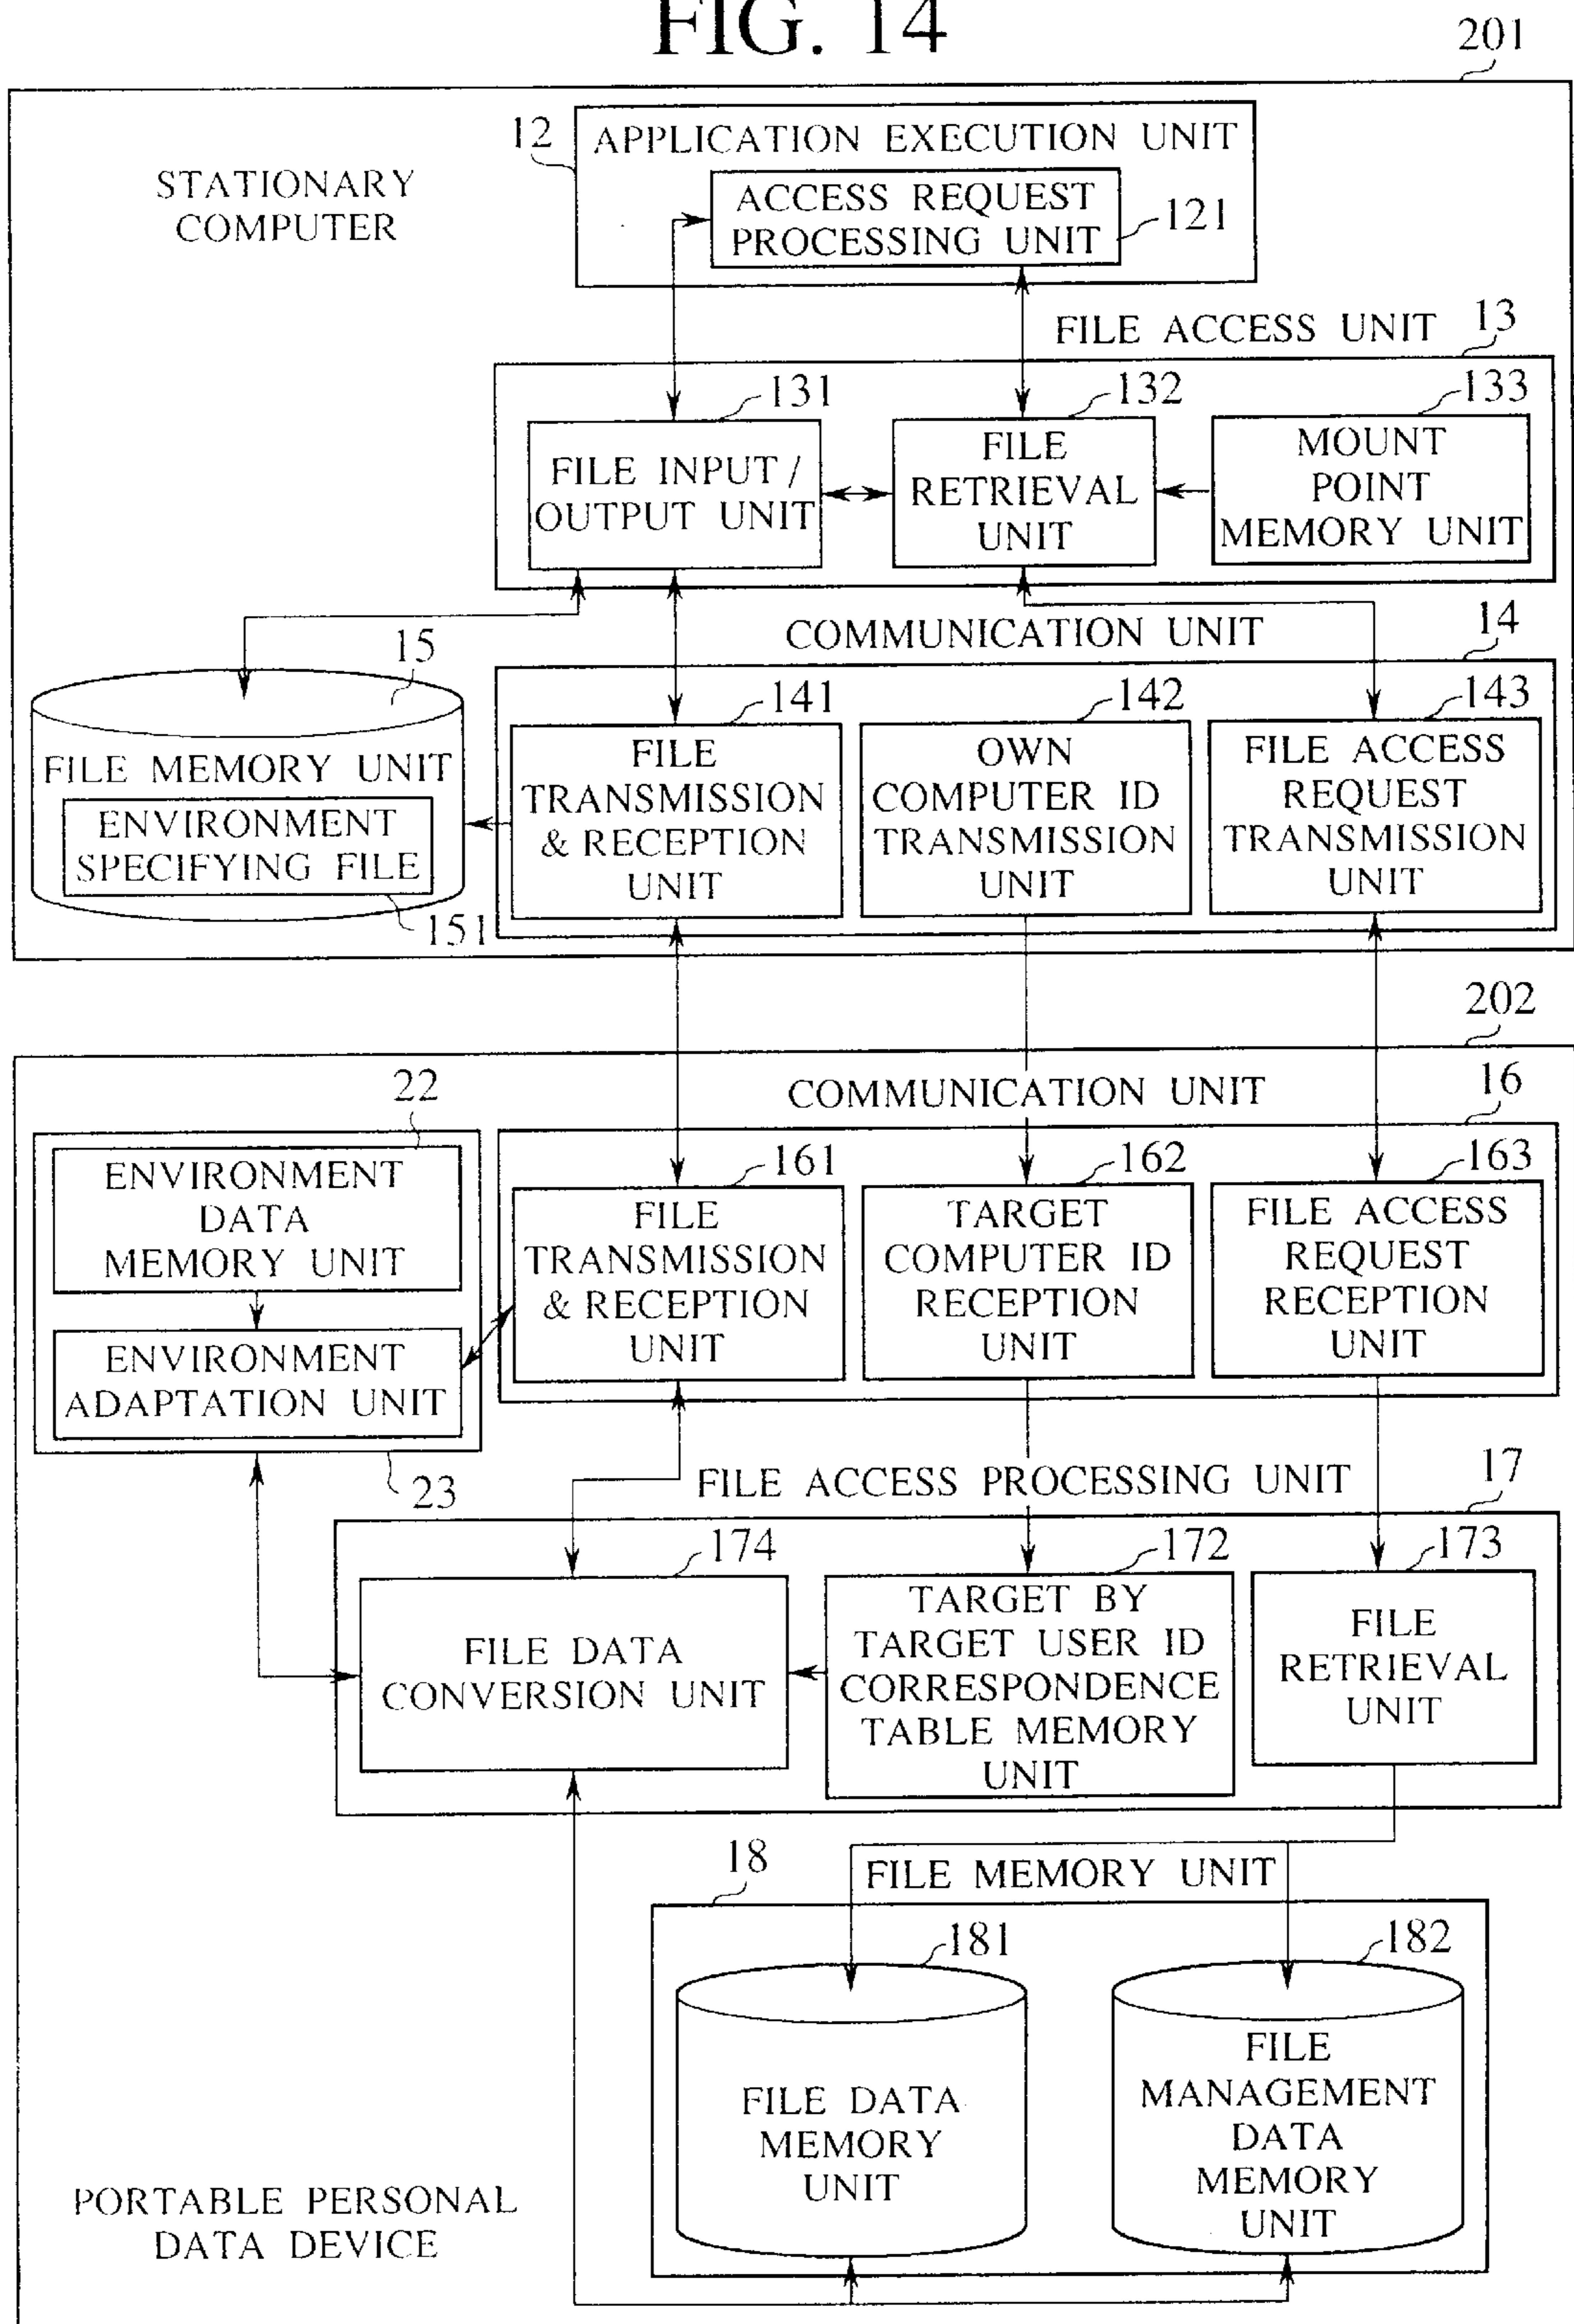 FIG. 14
201
STATIONARY
COMPUTER
12
APPLICATION EXECUTION UNIT
ACCESS REQUEST
PROCESSING UNIT
121
FILE ACCESS UNIT
13
131
132
133
FILE INPUT/
OUTPUT UNIT
FILE
RETRIEVAL
UNIT
MOUNT
POINT
MEMORY UNIT
COMMUNICATION UNIT
14
15
141
142
143
FILE MEMORY UNIT
ENVIRONMENT
SPECIFYING FILE
151
FILE
TRANSMISSION
& RECEPTION
UNIT
OWN
COMPUTER ID
TRANSMISSION
UNIT
FILE ACCESS
REQUEST
TRANSMISSION
UNIT
202
COMMUNICATION UNIT
16
22
ENVIRONMENT
DATA
MEMORY UNIT
ENVIRONMENT
ADAPTATION UNIT
23
161
162
163
FILE
TRANSMISSION
& RECEPTION
UNIT
TARGET
COMPUTER ID
RECEPTION
UNIT
FILE ACCESS
REQUEST
RECEPTION
UNIT
FILE ACCESS PROCESSING UNIT
17
174
172
173
FILE DATA
CONVERSION UNIT
TARGET BY
TARGET USER ID
CORRESPONDENCE
TABLE MEMORY
UNIT
FILE
RETRIEVAL
UNIT
18
FILE MEMORY UNIT
181
182
FILE DATA
MEMORY
UNIT
FILE
MANAGEMENT
DATA
MEMORY
UNIT
PORTABLE PERSONAL
DATA DEVICE